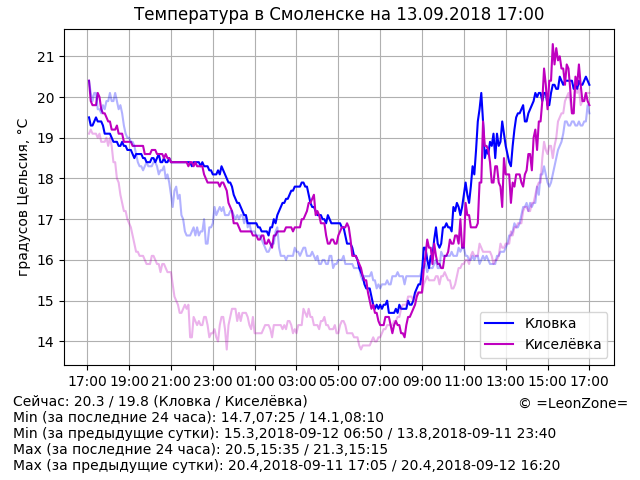 Температура в Смоленске на 13.09.2018 17:00
градусов Цельсия, °C
21
20
19
18
17
16
15
14
Кловка
Киселёвка
17:00 19:00 21:00 23:00 01:00 03:00 05:00 07:00 09:00 11:00 13:00 15:00 17:00
Сейчас: 20.3 / 19.8 (Кловка / Киселёвка)
© =LeonZone=
Min (за последние 24 часа): 14.7,07:25 / 14.1,08:10
Min (за предыдущие сутки): 15.3,2018-09-12 06:50 / 13.8,2018-09-11 23:40
Max (за последние 24 часа): 20.5,15:35 / 21.3,15:15
Max (за предыдущие сутки): 20.4,2018-09-11 17:05 / 20.4,2018-09-12 16:20